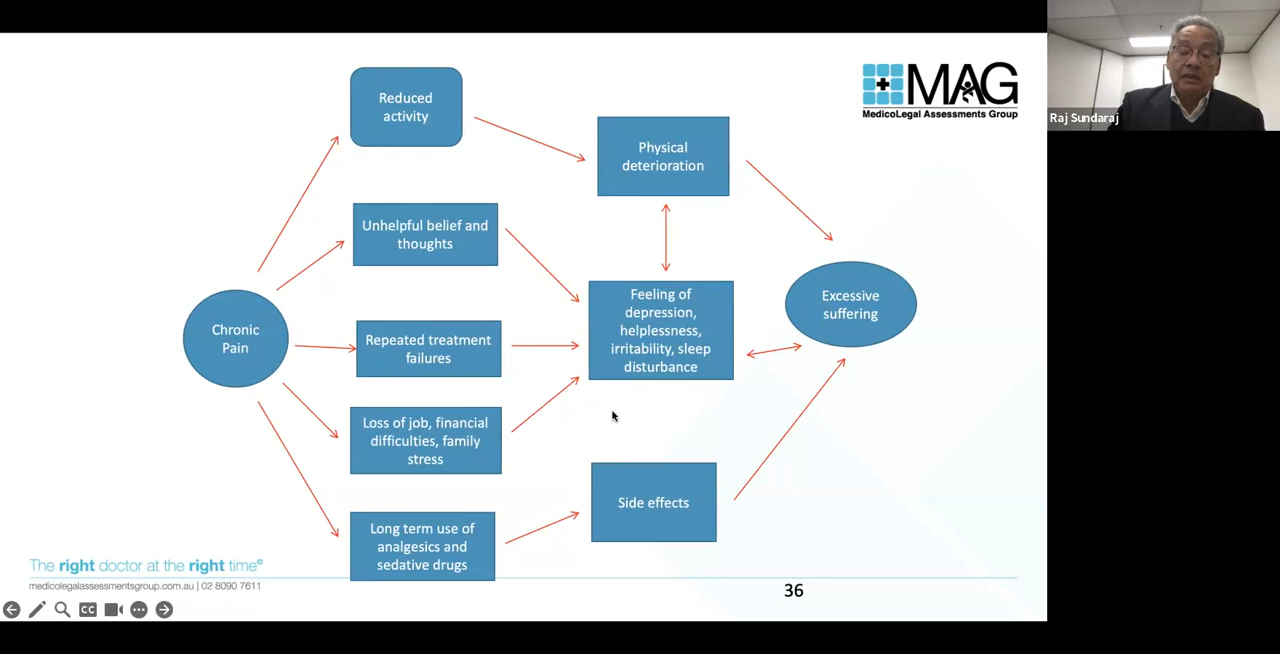 Reduced
activity
MAG
MedicoLegal Assessments Group
Raj Sundaraj
Physical
deterioration
Unhelpful belief and
thoughts
Chronic
Pain
Repeated treatment
failures
Feeling of
depression,
helplessness,
irritability, sleep
disturbance
Excessive
suffering
Loss of job, financial
difficulties, family
stress
Side effects
Long term use of
analgesics and
sedative drugs
The right doctor at the right time©
medicolegalassessmentsgroup.com.au | 02 8090 7611
36
CC